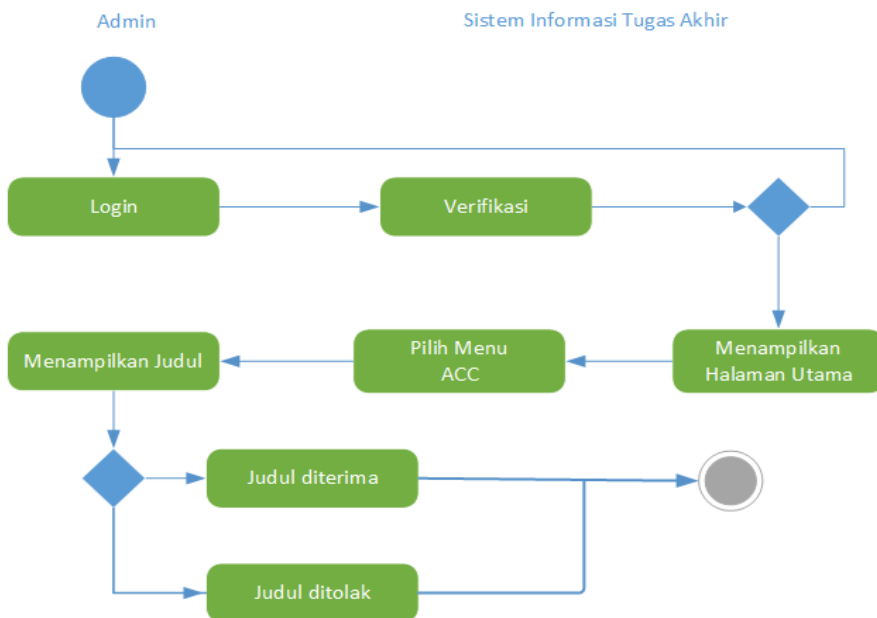 Admin
Sistem Informasi Tugas Akhir
Login
Verifikasi
Menampilkan Judul
Pilih Menu
ACC
Menampilkan
Halaman Utama
Judul diterima
Judul ditolak